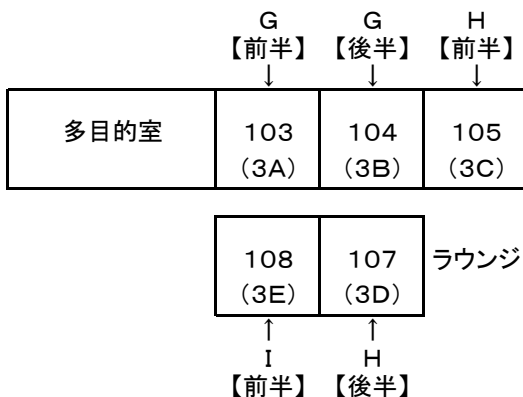 G G H
【前半】 【後半】 【前半】
↓ ↓ ↓
多目的室 103 104 105
(3A) (3B) (3C)
108 107 ラウンジ
(3E) (3D)
↑ ↑
I H
【前半】 【後半】